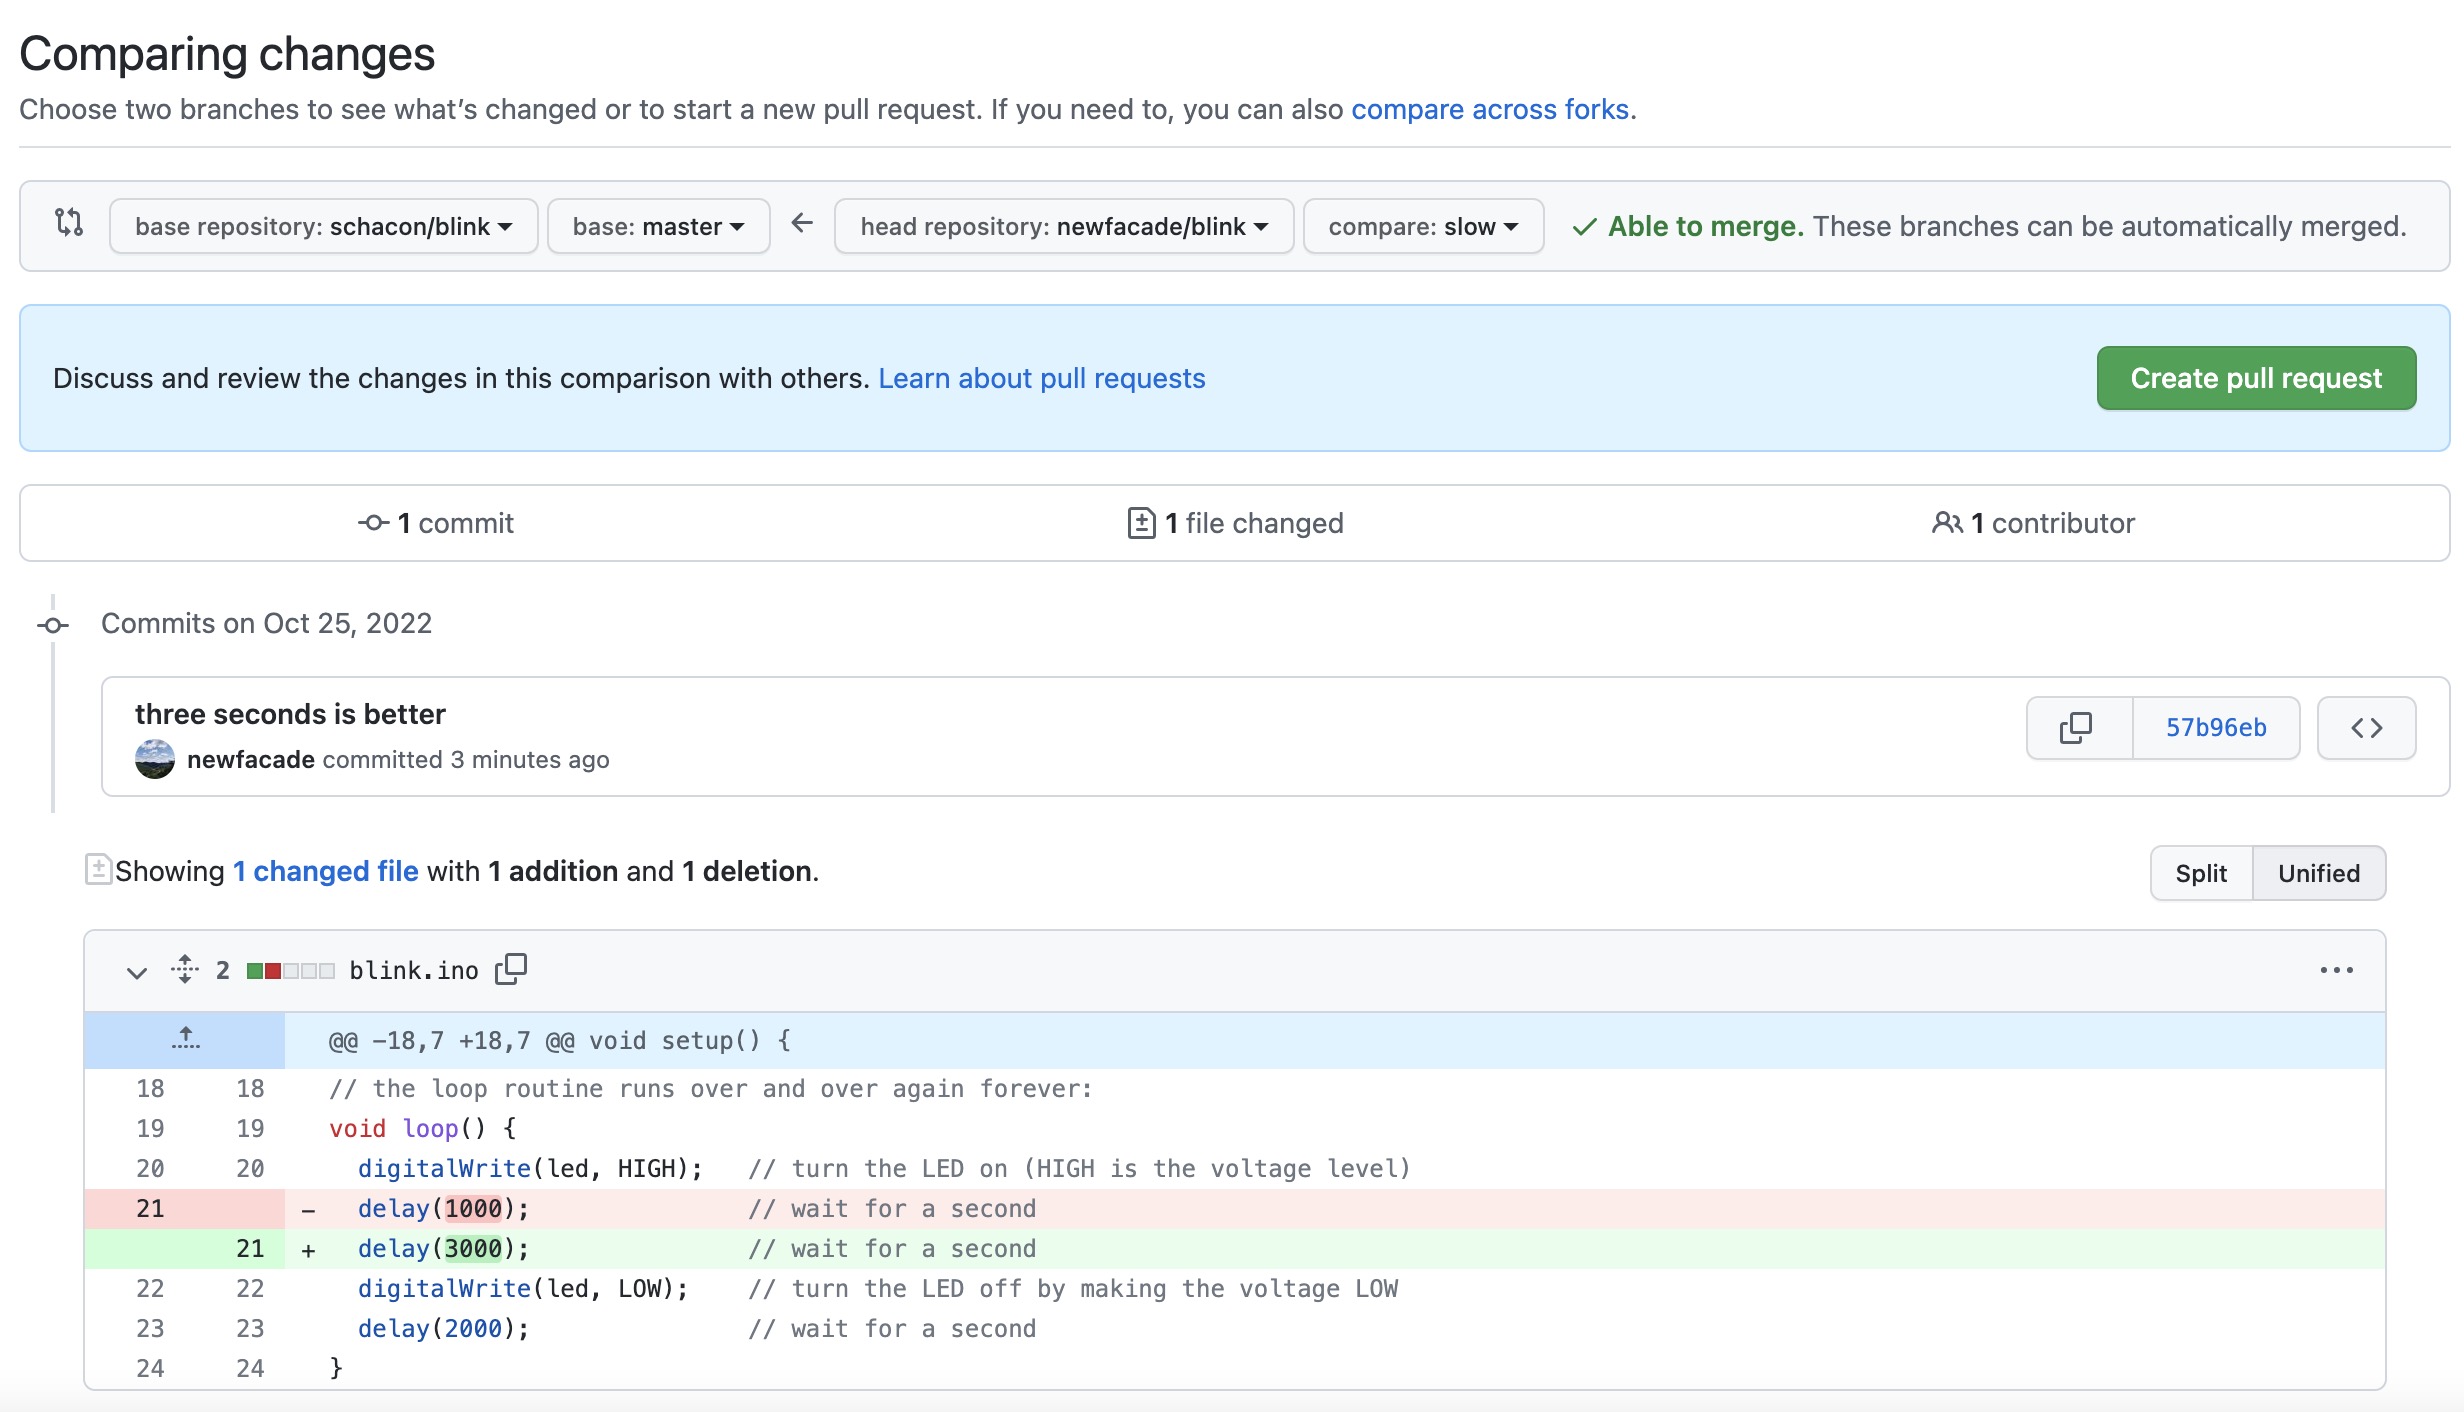 Comparing changes
Choose two branches to see what’s changed or to start a new pull request. If you need to, you can also compare across forks.
base repository: schacon/blink base: master ← head repository: newfacade/blink compare: slow ✓ Able to merge. These branches can be automatically merged.
Discuss and review the changes in this comparison with others. Learn about pull requests Create pull request
1 commit 1 file changed 1 contributor
Commits on Oct 25, 2022
three seconds is better
newfacade committed 3 minutes ago 57b96eb
Showing 1 changed file with 1 addition and 1 deletion. Split Unified
2 blink.ino
@@ -18,7 +18,7 @@ void setup() {
18 18 // the loop routine runs over and over again forever:
19 19 void loop() {
20 20 digitalWrite(led, HIGH); // turn the LED on (HIGH is the voltage level)
21 - delay(1000); // wait for a second
21 + delay(3000); // wait for a second
22 22 digitalWrite(led, LOW); // turn the LED off by making the voltage LOW
23 23 delay(2000); // wait for a second
24 24 }